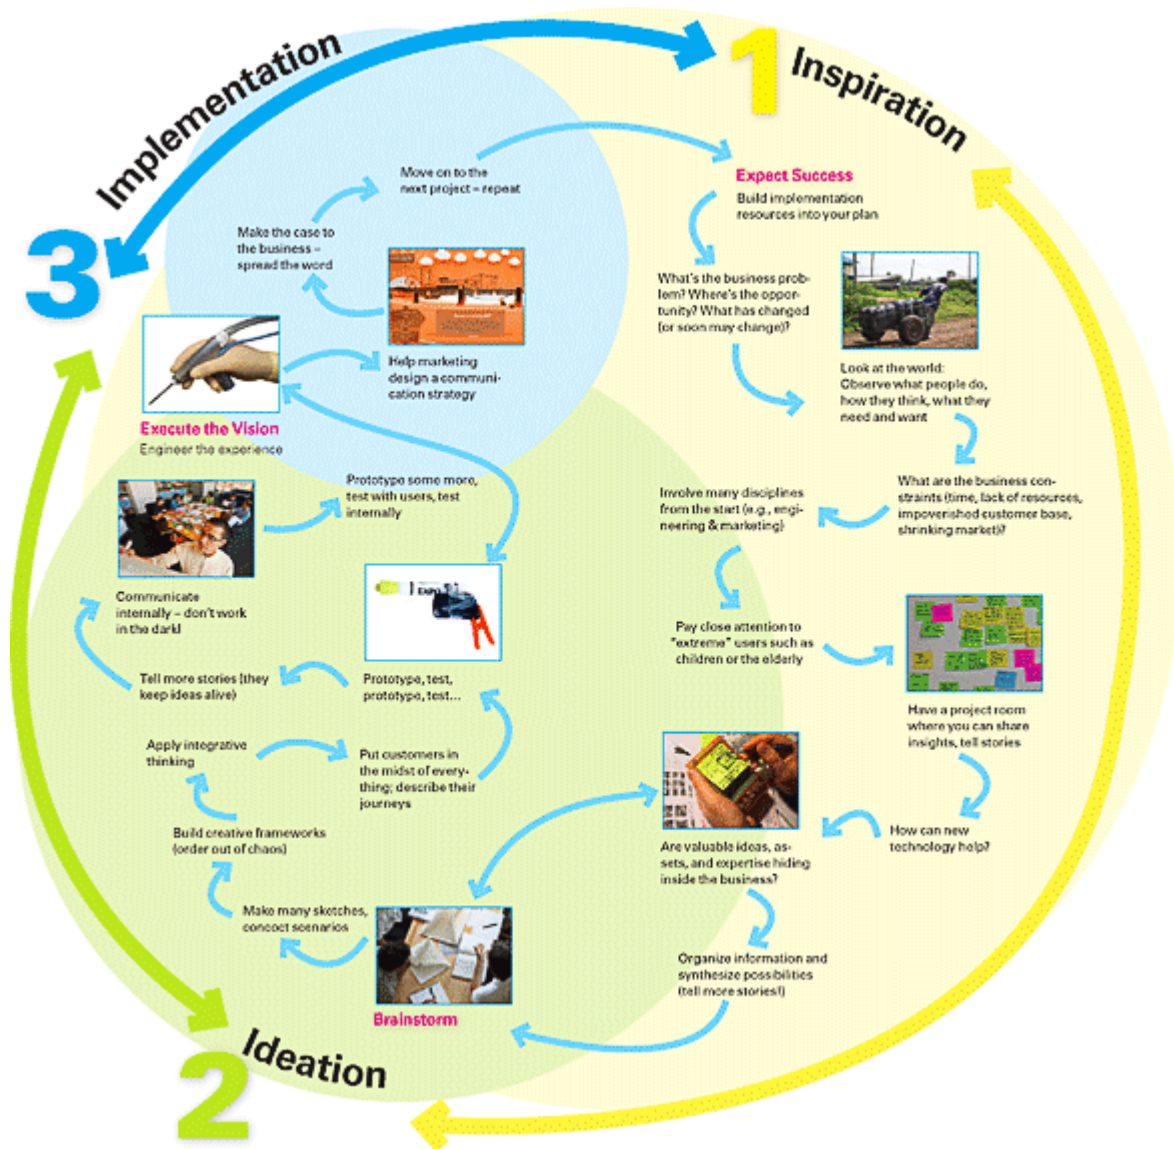 1
Inspiration
Expect Success
Build implementation
resources into your plan
What's the business prob-
lem? Where's the oppor-
tunity? What has changed
(or soon may change)?
Look at the world:
Observe what people do,
how they think, what they
need and want
What are the business con-
straints (time, lack of resources,
impoverished customer base,
shrinking market)?
Involve many disciplines
from the start (e.g., engi-
neering & marketing)
Pay close attention to
"extreme" users such as
children or the elderly
Have a project room
where you can share
insights, tell stories
How can new
technology help?
Are valuable ideas, as-
sets, and expertise hiding
inside the business?
Organize information and
synthesize possibilities
(tell more stories!)
2
Ideation
Brainstorm
Make many sketches,
concoct scenarios
Build creative frameworks
(order out of chaos)
Apply integrative
thinking
Put customers in
the midst of every-
thing; describe their
journeys
EXPO
Prototype, test,
prototype, test...
Tell more stories (they
keep ideas alive)
Communicate
internally – don't work
in the dark!
Prototype some more,
test with users, test
internally
3
Implementation
Execute the Vision
Engineer the experience
Help marketing
design a communi-
cation strategy
Make the case to
the business –
spread the word
Move on to the
next project – repeat